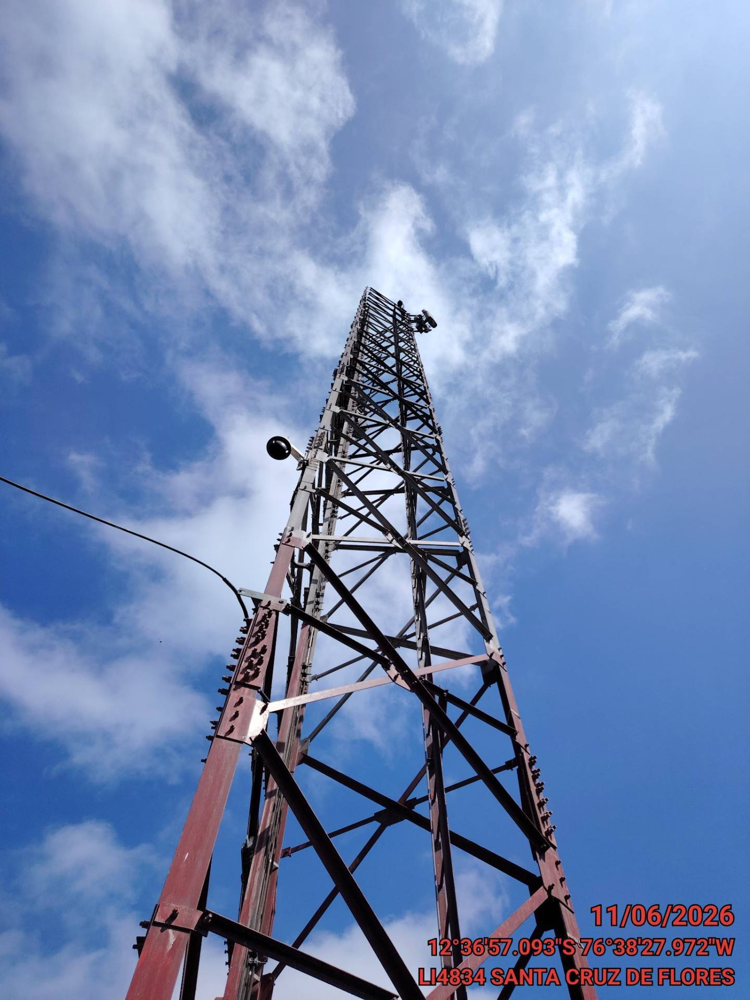 11/06/2026
12°36'57.093"S 76°38'27.972"W
LI4834 SANTA CRUZ DE FLORES